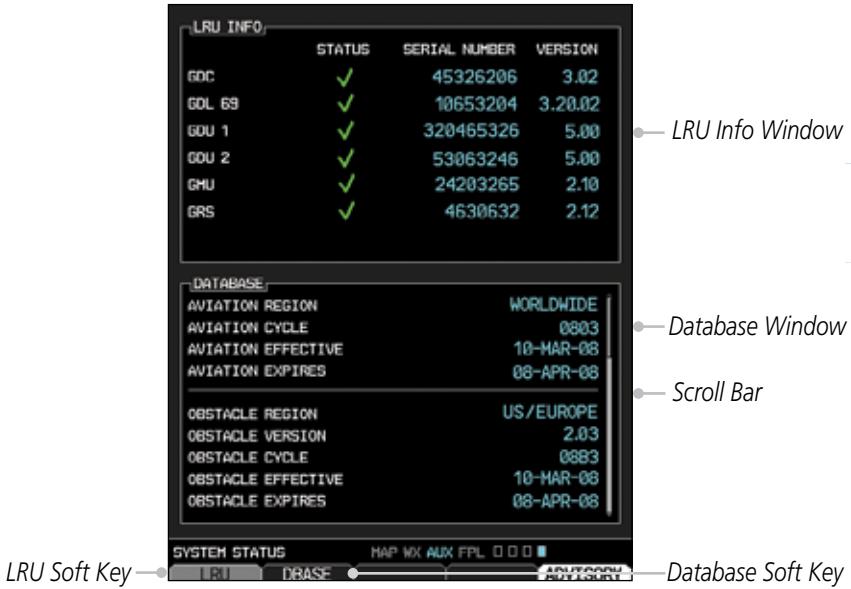 LRU INFO
STATUS SERIAL NUMBER VERSION
GDC 45326206 3.02
GDL 69 10653204 3.20.02
GDU 1 320465326 5.00
GDU 2 53063246 5.00
GMU 24203265 2.10
GRS 4630632 2.12
LRU Info Window
DATABASE
AVIATION REGION WORLDWIDE
AVIATION CYCLE 0803
AVIATION EFFECTIVE 10-MAR-08
AVIATION EXPIRES 08-APR-08
Database Window
Scroll Bar
OBSTACLE REGION US/EUROPE
OBSTACLE VERSION 2.03
OBSTACLE CYCLE 08B3
OBSTACLE EFFECTIVE 10-MAR-08
OBSTACLE EXPIRES 08-APR-08
SYSTEM STATUS MAP WX AUX FPL
LRU Soft Key
LRU DBASE ADVISORY
Database Soft Key